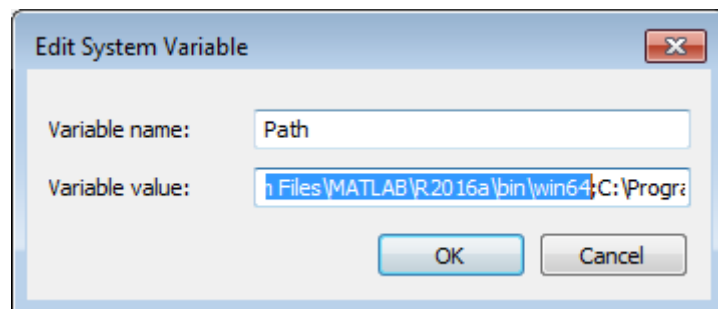 Edit System Variable
Variable name: Path
Variable value: n Files\MATLAB\R2016a\bin\win64;C:\Progra
OK Cancel